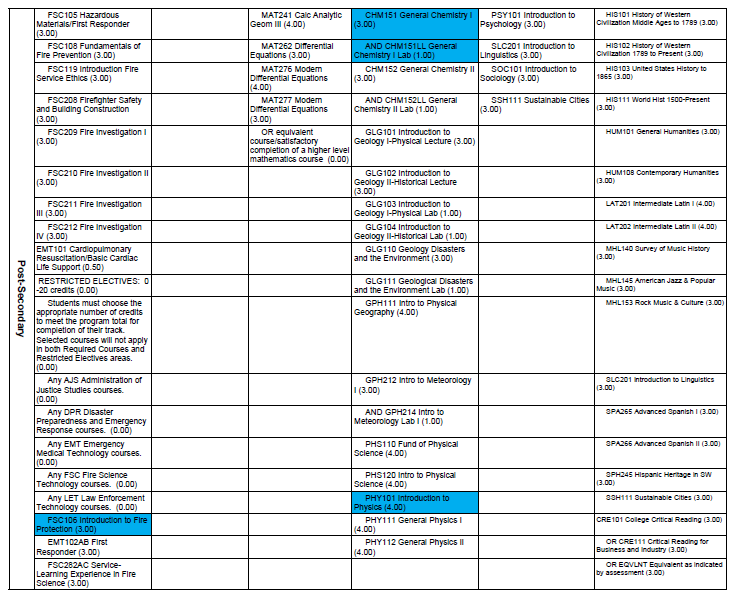 Post-Secondary
FSC105 Hazardous
Materials/First Responder
(3.00)
MAT241 Calc Analytic
Geom III (4.00)
CHM151 General Chemistry I
(3.00)
PSY101 Introduction to
Psychology (3.00)
HIS101 History of Western
Civilization Middle Ages to 1789 (3.00)
FSC108 Fundamentals of
Fire Prevention (3.00)
MAT262 Differential
Equations (3.00)
AND CHM151LL General
Chemistry I Lab (1.00)
SLC201 Introduction to
Linguistics (3.00)
HIS102 History of Western
Civilization 1789 to Present (3.00)
FSC119 Introduction Fire
Service Ethics (3.00)
MAT276 Modern
Differential Equations
(4.00)
CHM152 General Chemistry II
(3.00)
SOC101 Introduction to
Sociology (3.00)
HIS103 United States History to
1865 (3.00)
FSC208 Firefighter Safety
and Building Construction
(3.00)
MAT277 Modern
Differential Equations
(3.00)
AND CHM152LL General
Chemistry II Lab (1.00)
SSH111 Sustainable Cities
(3.00)
HIS111 World Hist 1500-Present
(3.00)
FSC209 Fire Investigation I
(3.00)
OR equivalent
course/satisfactory
completion of a higher level
mathematics course (0.00)
GLG101 Introduction to
Geology I-Physical Lecture (3.00)
HUM101 General Humanities (3.00)
FSC210 Fire Investigation II
(3.00)
GLG102 Introduction to
Geology II-Historical Lecture
(3.00)
HUM108 Contemporary Humanities
(3.00)
FSC211 Fire Investigation
III (3.00)
GLG103 Introduction to
Geology I-Physical Lab (1.00)
LAT201 Intermediate Latin I (4.00)
FSC212 Fire Investigation
IV (3.00)
GLG104 Introduction to
Geology II-Historical Lab (1.00)
LAT202 Intermediate Latin II (4.00)
EMT101 Cardiopulmonary
Resuscitation/Basic Cardiac
Life Support (0.50)
GLG110 Geology Disasters
and the Environment (3.00)
MHL140 Survey of Music History
(3.00)
RESTRICTED ELECTIVES: 0
-20 credits (0.00)
GLG111 Geological Disasters
and the Environment Lab (1.00)
MHL145 American Jazz & Popular
Music (3.00)
Students must choose the
appropriate number of credits
to meet the program total for
completion of their track.
Selected courses will not apply
in both Required Courses and
Restricted Electives areas.
(0.00)
GPH111 Intro to Physical
Geography (4.00)
MHL153 Rock Music & Culture (3.00)
Any AJS Administration of
Justice Studies courses.
(0.00)
GPH212 Intro to Meteorology
I (3.00)
SLC201 Introduction to Linguistics
(3.00)
Any DPR Disaster
Preparedness and Emergency
Response courses. (0.00)
AND GPH214 Intro to
Meteorology Lab I (1.00)
SPA265 Advanced Spanish I (3.00)
Any EMT Emergency
Medical Technology courses.
(0.00)
PHS110 Fund of Physical
Science (4.00)
SPA266 Advanced Spanish II (3.00)
Any FSC Fire Science
Technology courses. (0.00)
PHS120 Intro to Physical
Science (4.00)
SPH245 Hispanic Heritage in SW
(3.00)
Any LET Law Enforcement
Technology courses. (0.00)
PHY101 Introduction to
Physics (4.00)
SSH111 Sustainable Cities (3.00)
FSC106 Introduction to Fire
Protection (3.00)
PHY111 General Physics I
(4.00)
CRE101 College Critical Reading (3.00)
EMT102AB First
Responder (3.00)
PHY112 General Physics II
(4.00)
OR CRE111 Critical Reading for
Business and Industry (3.00)
FSC282AC Service-
Learning Experience in Fire
Science (3.00)
OR EQVLNT Equivalent as indicated
by assessment (3.00)